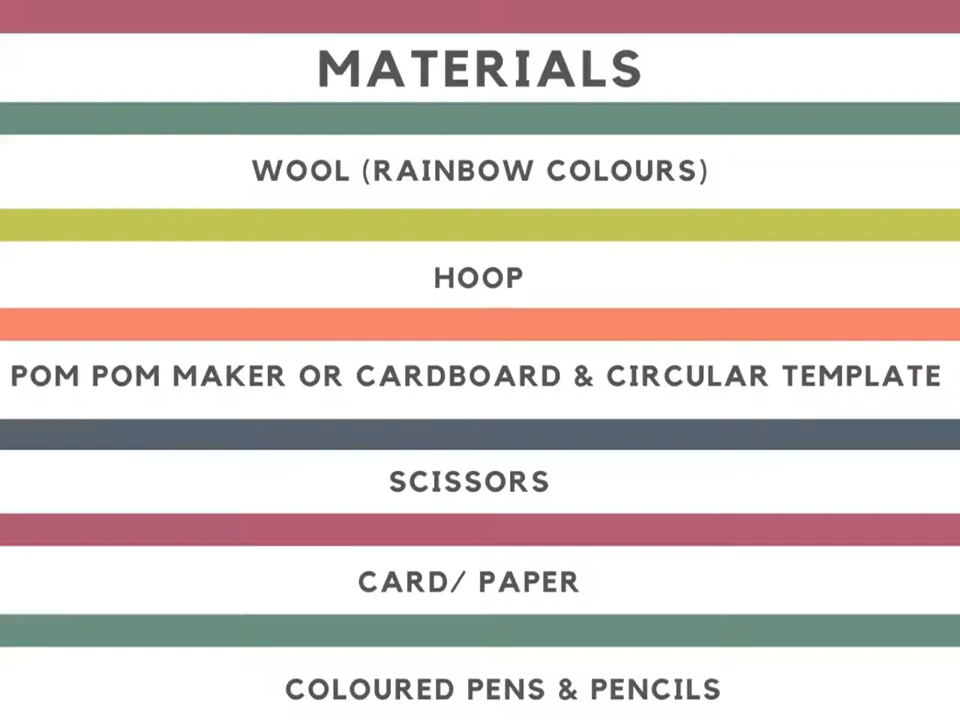 MATERIALS
WOOL (RAINBOW COLOURS)
HOOP
POM POM MAKER OR CARDBOARD & CIRCULAR TEMPLATE
SCISSORS
CARD/ PAPER
COLOURED PENS & PENCILS